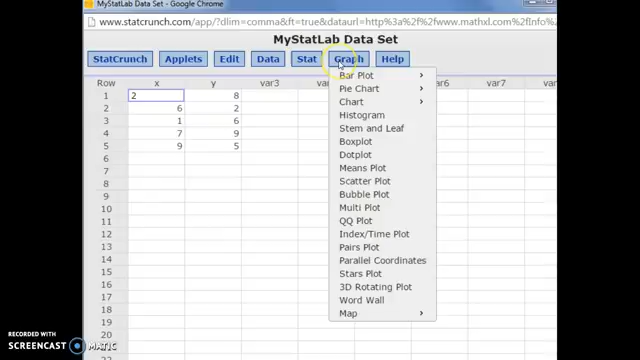 MyStatLab Data Set - Google Chrome
www.statcrunch.com/app/?dlim=comma&ft=true&dataurl=http%3a%2f%2fwww.mathxl.com%2fInfo
MyStatLab Data Set
StatCrunch Applets Edit Data Stat Graph Help
Row x y var3
1 2 8
2 6 2
3 1 6
4 7 9
5 9 5
6
7
8
9
10
11
12
13
14
15
16
17
18
19
20
21
22
Bar Plot
Pie Chart
Chart
Histogram
Stem and Leaf
Boxplot
Dotplot
Means Plot
Scatter Plot
Bubble Plot
Multi Plot
QQ Plot
Index/Time Plot
Pairs Plot
Parallel Coordinates
Stars Plot
3D Rotating Plot
Word Wall
Map
var7 var8
RECORDED WITH
SCREENCAST MATIC